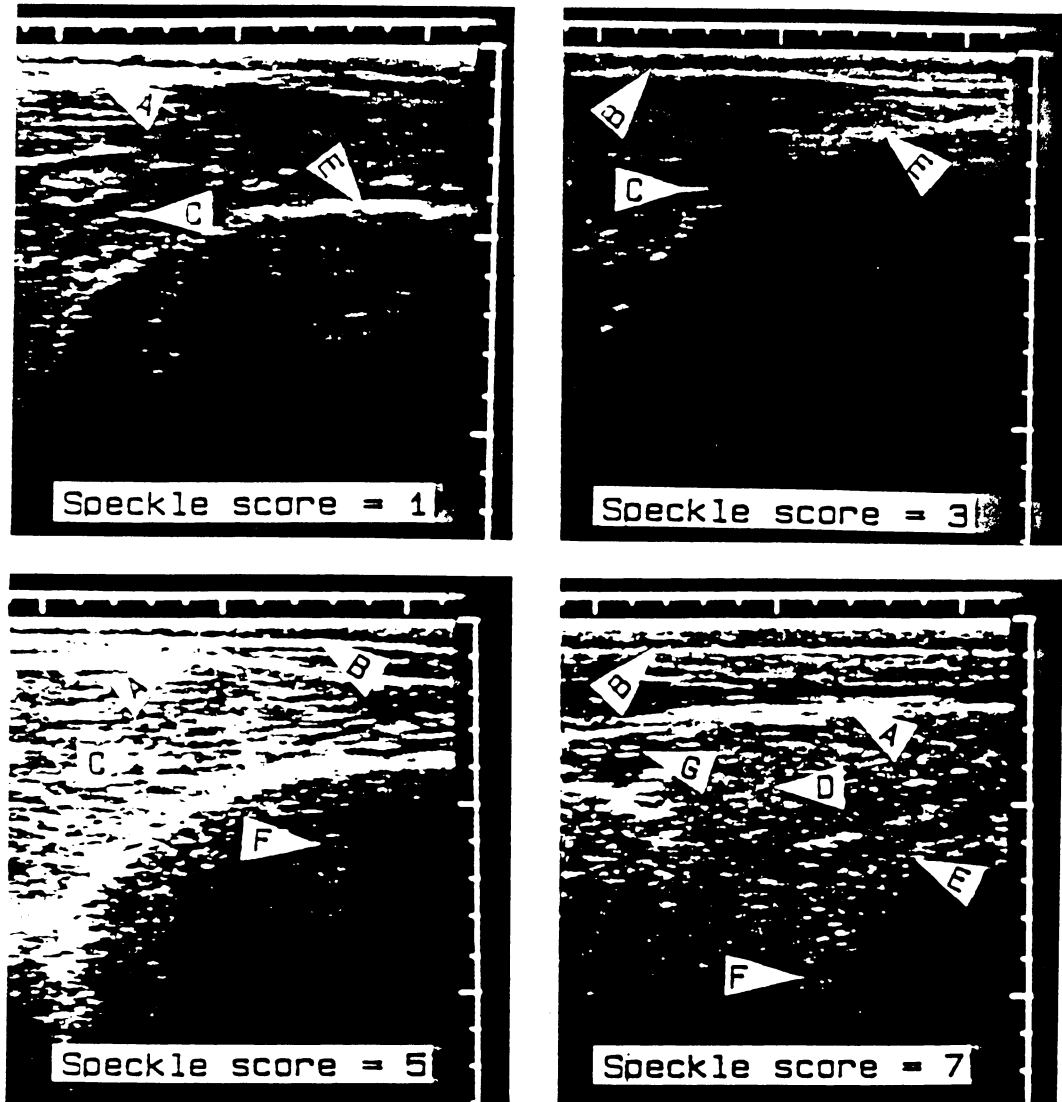 A
E
C
Speckle score = 1
B
E
C
Speckle score = 3
B
A
C
F
Speckle score = 5
B
A
G
D
E
F
Speckle score = 7